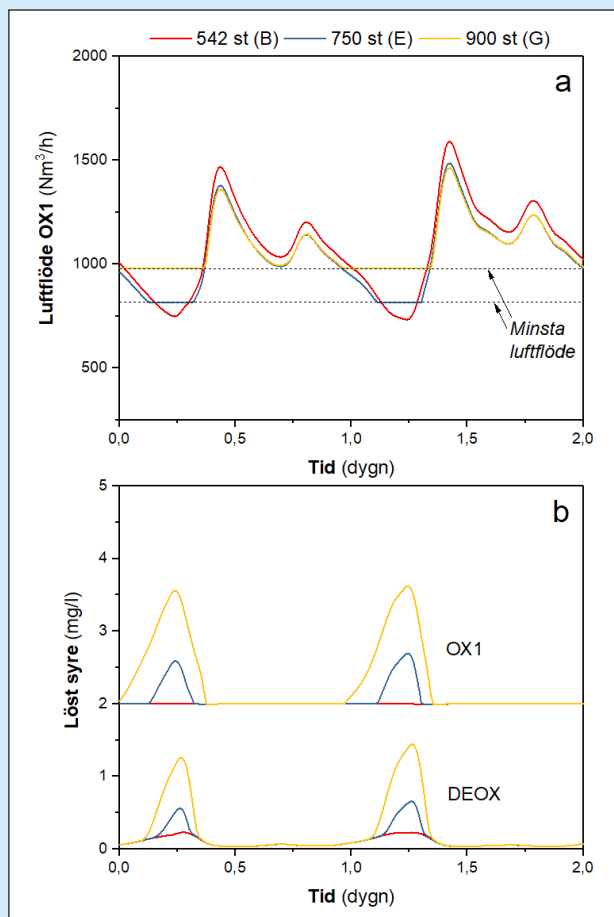 542 st (B) 750 st (E) 900 st (G)
a
Luftflöde OX1 (Nm³/h)
2000
1500
1000
750
500
250
Minsta
luftflöde
0,0 0,5 1,0 1,5 2,0
Tid (dygn)
b
Löst syre (mg/l)
5
4
3
2
1
0
OX1
DEOX
0,0 0,5 1,0 1,5 2,0
Tid (dygn)